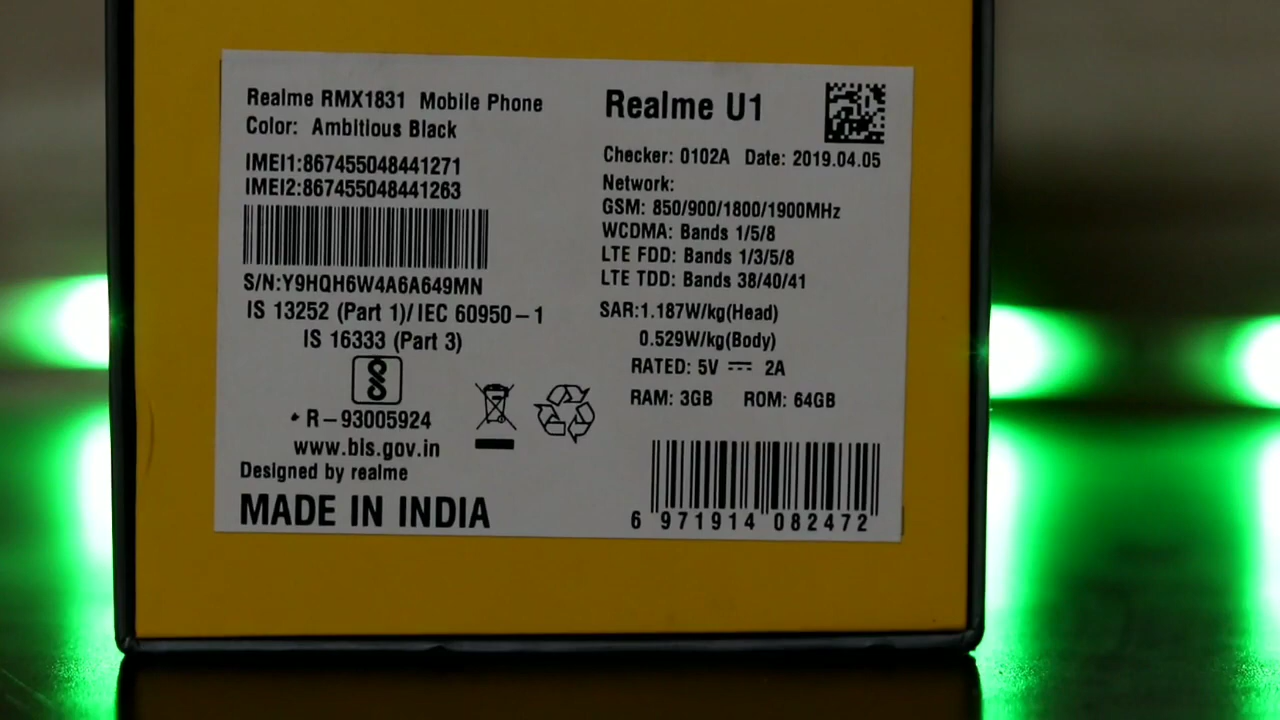 Realme RMX1831 Mobile Phone
Color: Ambitious Black
IMEI1:867455048441271
IMEI2:867455048441263
S/N:Y9HQH6W4A6A649MN
IS 13252 (Part 1)/IEC 60950-1
IS 16333 (Part 3)
R-93005924
www.bis.gov.in
Designed by realme
MADE IN INDIA
Realme U1
Checker: 0102A Date: 2019.04.05
Network:
GSM: 850/900/1800/1900MHz
WCDMA: Bands 1/5/8
LTE FDD: Bands 1/3/5/8
LTE TDD: Bands 38/40/41
SAR:1.187W/kg(Head)
0.529W/kg(Body)
RATED: 5V ⎓ 2A
RAM: 3GB ROM: 64GB
6 971914 082472